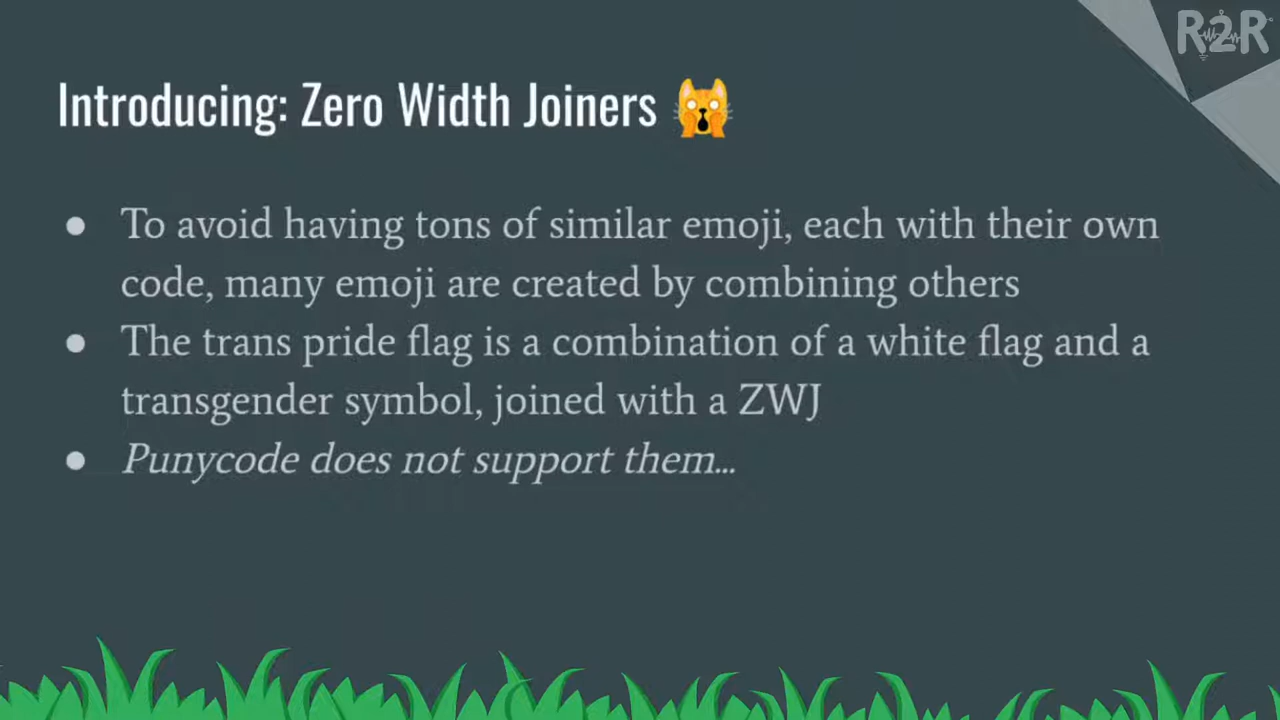 R2R
Introducing: Zero Width Joiners 🙀
● To avoid having tons of similar emoji, each with their own
code, many emoji are created by combining others
● The trans pride flag is a combination of a white flag and a
transgender symbol, joined with a ZWJ
● Punycode does not support them...